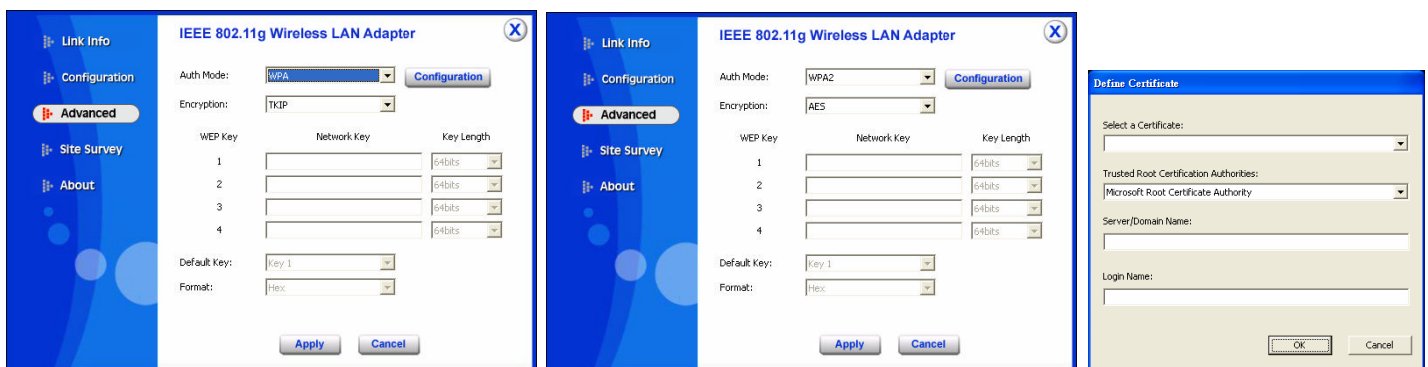 Link Info
Configuration
Advanced
Site Survey
About
IEEE 802.11g Wireless LAN Adapter
X
Auth Mode: WPA Configuration
Encryption: TKIP
WEP Key Network Key Key Length
1 64bits
2 64bits
3 64bits
4 64bits
Default Key: Key 1
Format: Hex
Apply Cancel
Link Info
Configuration
Advanced
Site Survey
About
IEEE 802.11g Wireless LAN Adapter
X
Auth Mode: WPA2 Configuration
Encryption: AES
WEP Key Network Key Key Length
1 64bits
2 64bits
3 64bits
4 64bits
Default Key: Key 1
Format: Hex
Apply Cancel
Define Certificate
Select a Certificate:
Trusted Root Certification Authorities:
Microsoft Root Certificate Authority
Server/Domain Name:
Login Name:
OK Cancel